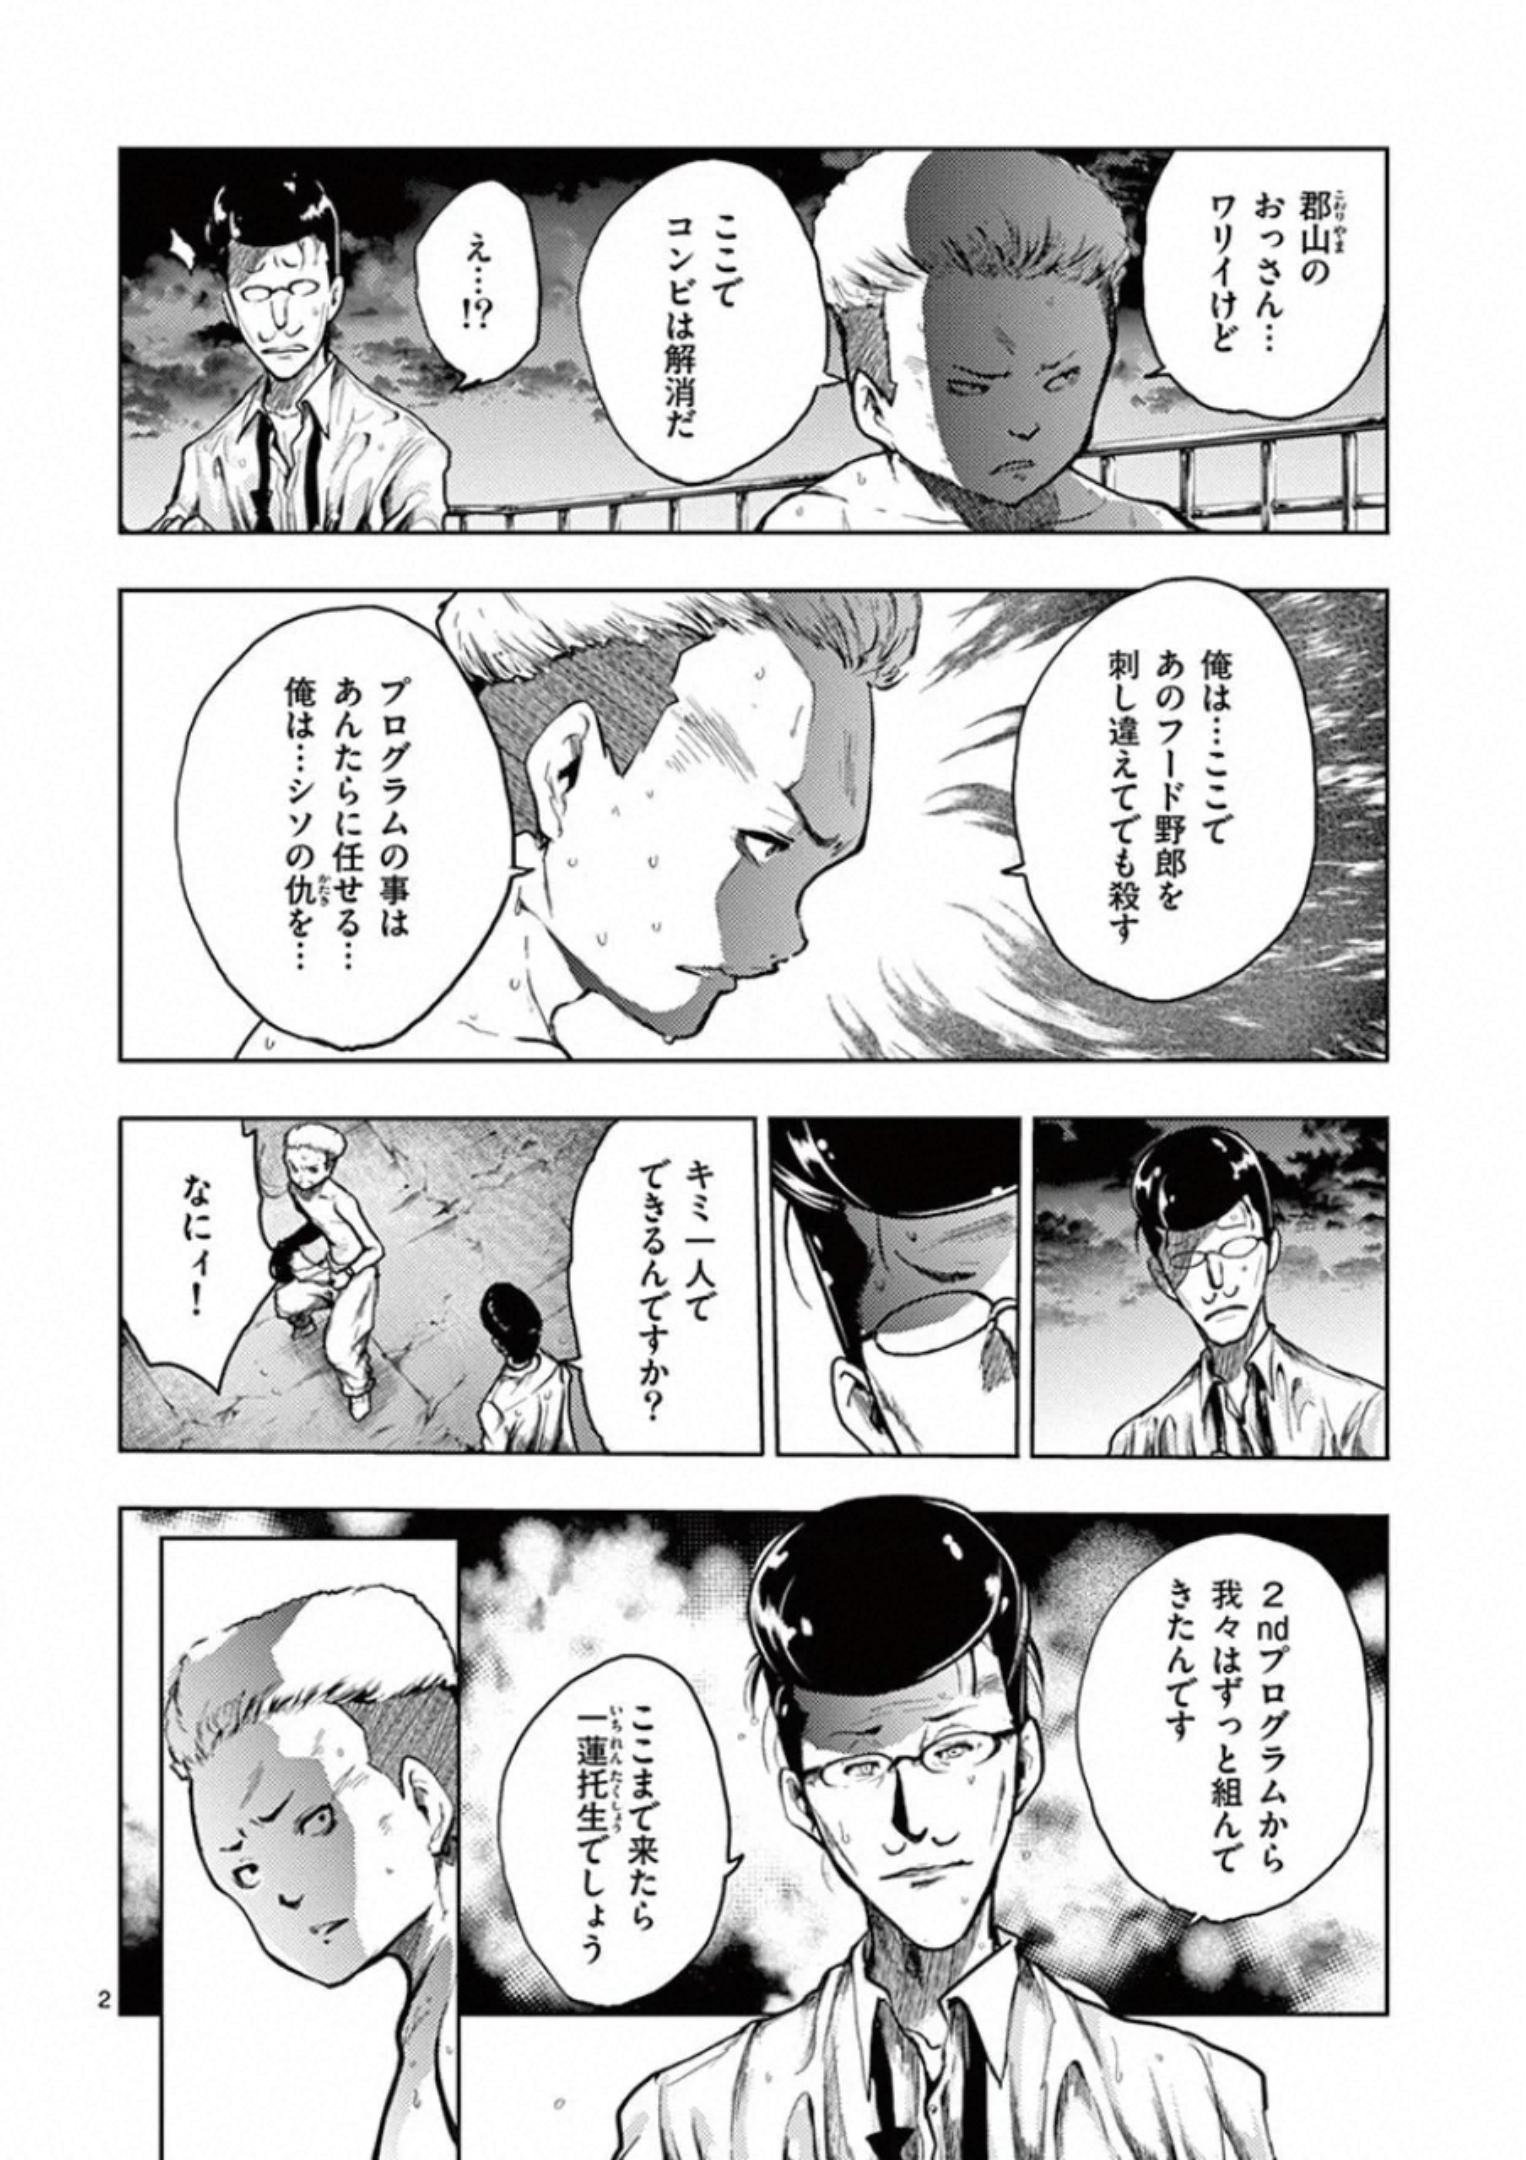 郡山の
おっさん…
ワリイけど
ここで
コンビは解消だ
え…!?
俺は…ここで
あのフード野郎を
刺し違えてでも殺す
プログラムの事は
あんたらに任せる…
俺は…シソの仇を…
キミ一人で
できるんですか?
なにィ!
2ndプログラムから
我々はずっと組んで
きたんです
ここまで来たら
一蓮托生でしょう
2